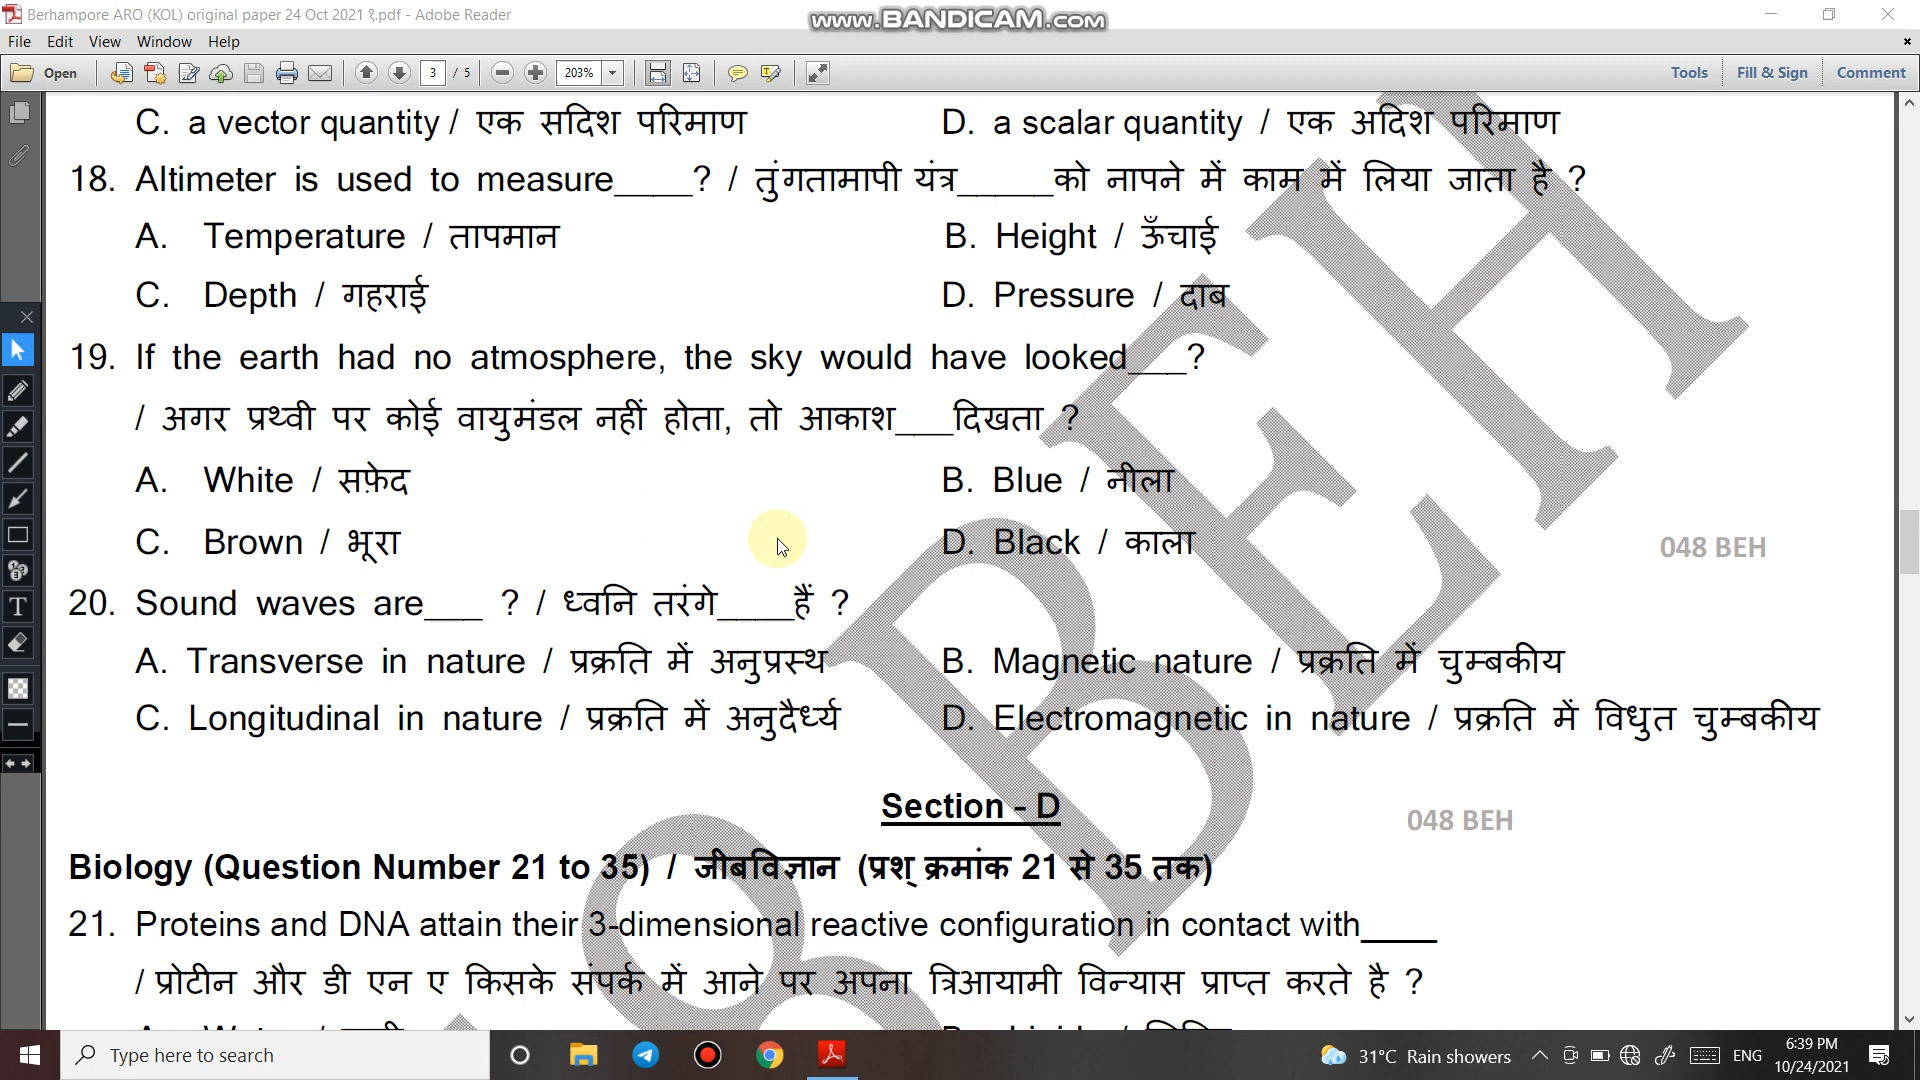 Berhampore ARO (KOL) original paper 24 Oct 2021 १.pdf - Adobe Reader
www.BANDICAM.com
File Edit View Window Help
Open 3 / 5 203% Tools Fill & Sign Comment
C. a vector quantity / एक सदिश परिमाण D. a scalar quantity / एक अदिश परिमाण
18. Altimeter is used to measure____? / तुंगतामापी यंत्र_____को नापने में काम में लिया जाता है ?
A. Temperature / तापमान B. Height / ऊँचाई
C. Depth / गहराई D. Pressure / दाब
19. If the earth had no atmosphere, the sky would have looked___?
/ अगर प्रथ्वी पर कोई वायुमंडल नहीं होता, तो आकाश___दिखता ?
A. White / सफ़ेद B. Blue / नीला
C. Brown / भूरा D. Black / काला
048 BEH
20. Sound waves are___ ? / ध्वनि तरंगे____हैं ?
A. Transverse in nature / प्रक्रति में अनुप्रस्थ B. Magnetic nature / प्रक्रति में चुम्बकीय
C. Longitudinal in nature / प्रक्रति में अनुदैर्ध्य D. Electromagnetic in nature / प्रक्रति में विधुत चुम्बकीय
Section - D
048 BEH
Biology (Question Number 21 to 35) / जीबविज्ञान (प्रश् क्रमांक 21 से 35 तक)
21. Proteins and DNA attain their 3-dimensional reactive configuration in contact with____
/ प्रोटीन और डी एन ए किसके संपर्क में आने पर अपना त्रिआयामी विन्यास प्राप्त करते है ?
8 BEH
Type here to search
31°C Rain showers
ENG
6:39 PM
10/24/2021